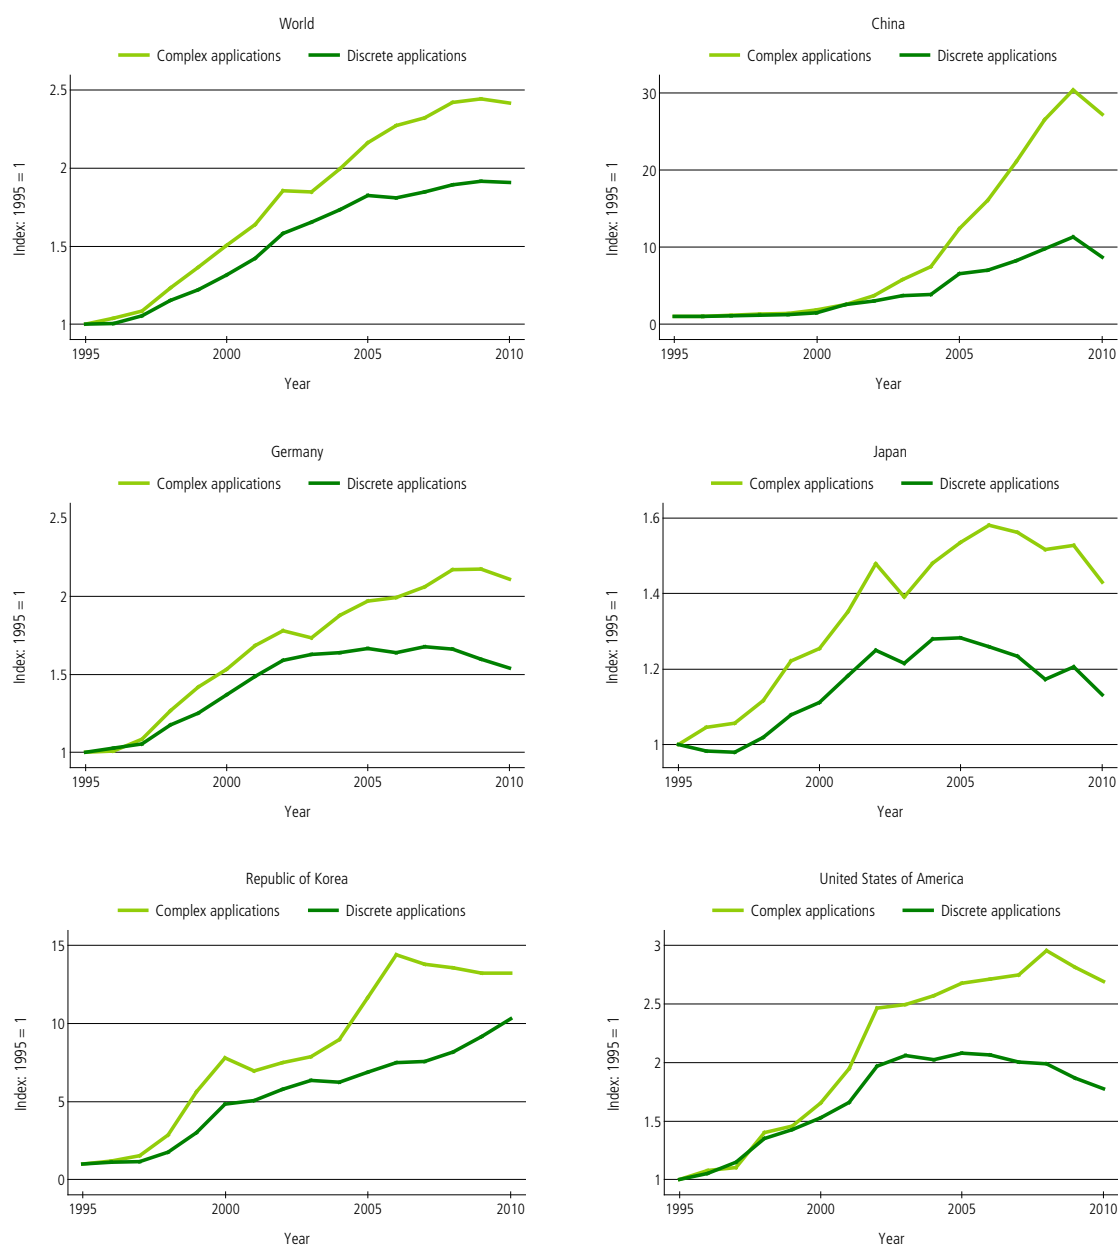 World
Complex applications Discrete applications
2.5
2
1.5
1
Index: 1995 = 1
1995 2000 2005 2010
Year
China
Complex applications Discrete applications
30
20
10
0
Index: 1995 = 1
1995 2000 2005 2010
Year
Germany
Complex applications Discrete applications
2.5
2
1.5
1
Index: 1995 = 1
1995 2000 2005 2010
Year
Japan
Complex applications Discrete applications
1.6
1.4
1.2
1
Index: 1995 = 1
1995 2000 2005 2010
Year
Republic of Korea
Complex applications Discrete applications
15
10
5
0
Index: 1995 = 1
1995 2000 2005 2010
Year
United States of America
Complex applications Discrete applications
3
2.5
2
1.5
1
Index: 1995 = 1
1995 2000 2005 2010
Year